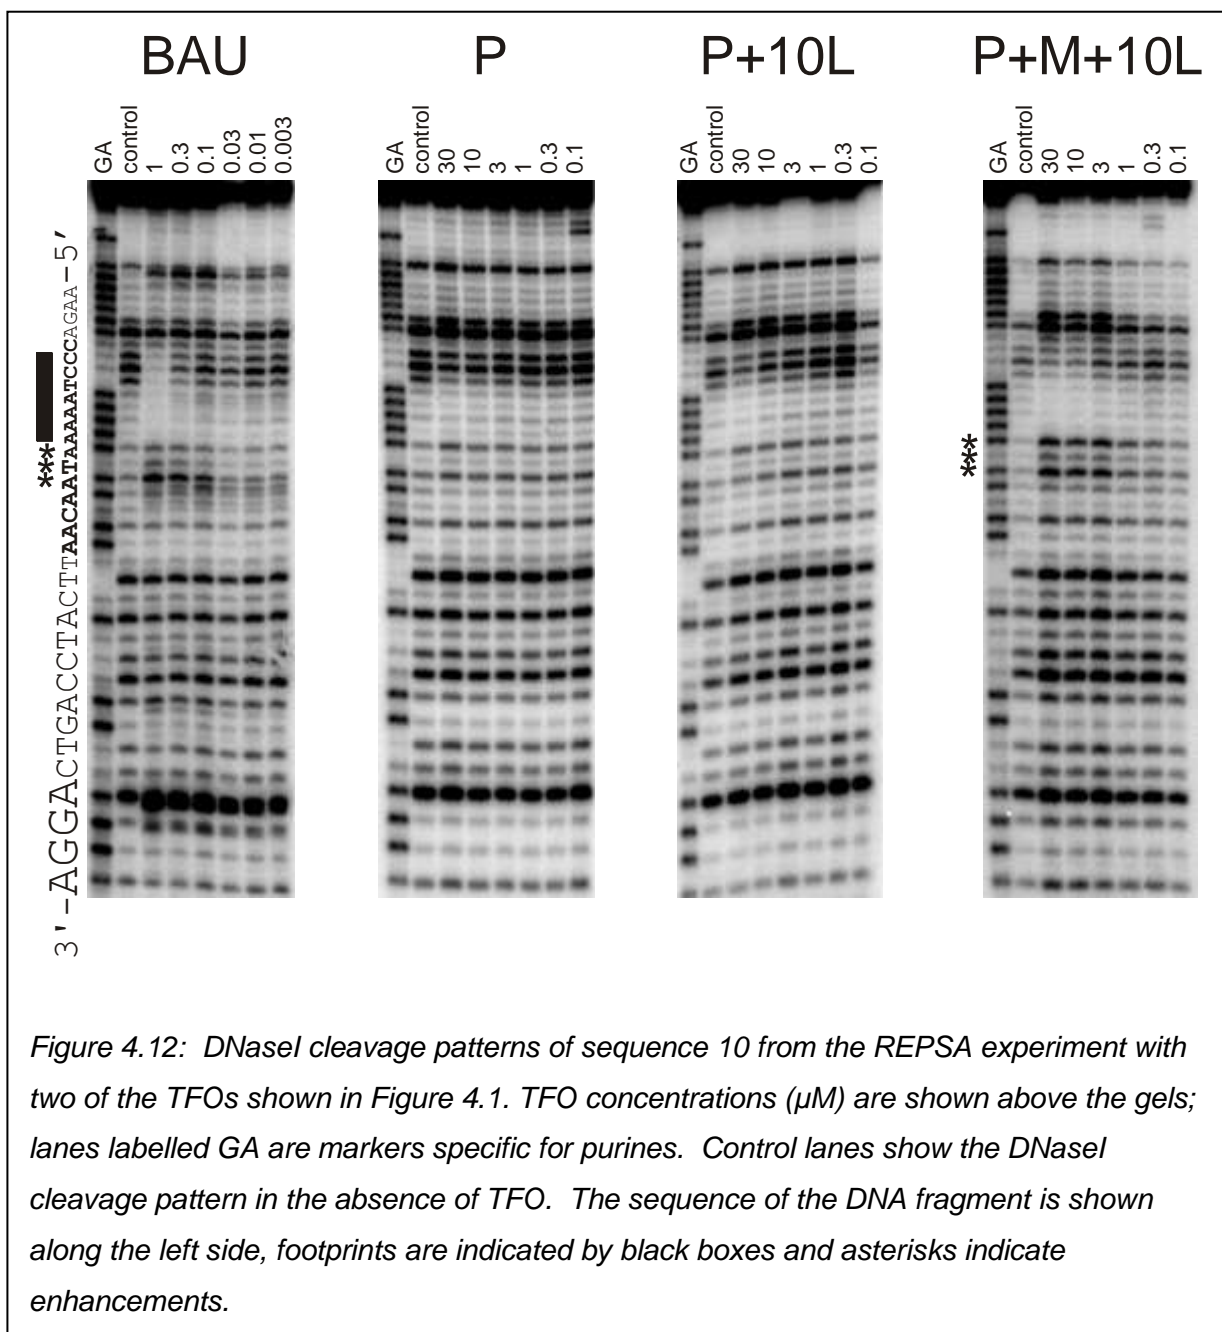 BAU P P+10L P+M+10L
GA control 1 0.3 0.1 0.03 0.01 0.003
GA control 30 10 3 1 0.3 0.1
GA control 30 10 3 1 0.3 0.1
GA control 30 10 3 1 0.3 0.1
3'-AGGACTGACCTACTTAACAATAAAAATCCCAGAA-5'
***
***
Figure 4.12: DNaseI cleavage patterns of sequence 10 from the REPSA experiment with
two of the TFOs shown in Figure 4.1. TFO concentrations (µM) are shown above the gels;
lanes labelled GA are markers specific for purines. Control lanes show the DNaseI
cleavage pattern in the absence of TFO. The sequence of the DNA fragment is shown
along the left side, footprints are indicated by black boxes and asterisks indicate
enhancements.